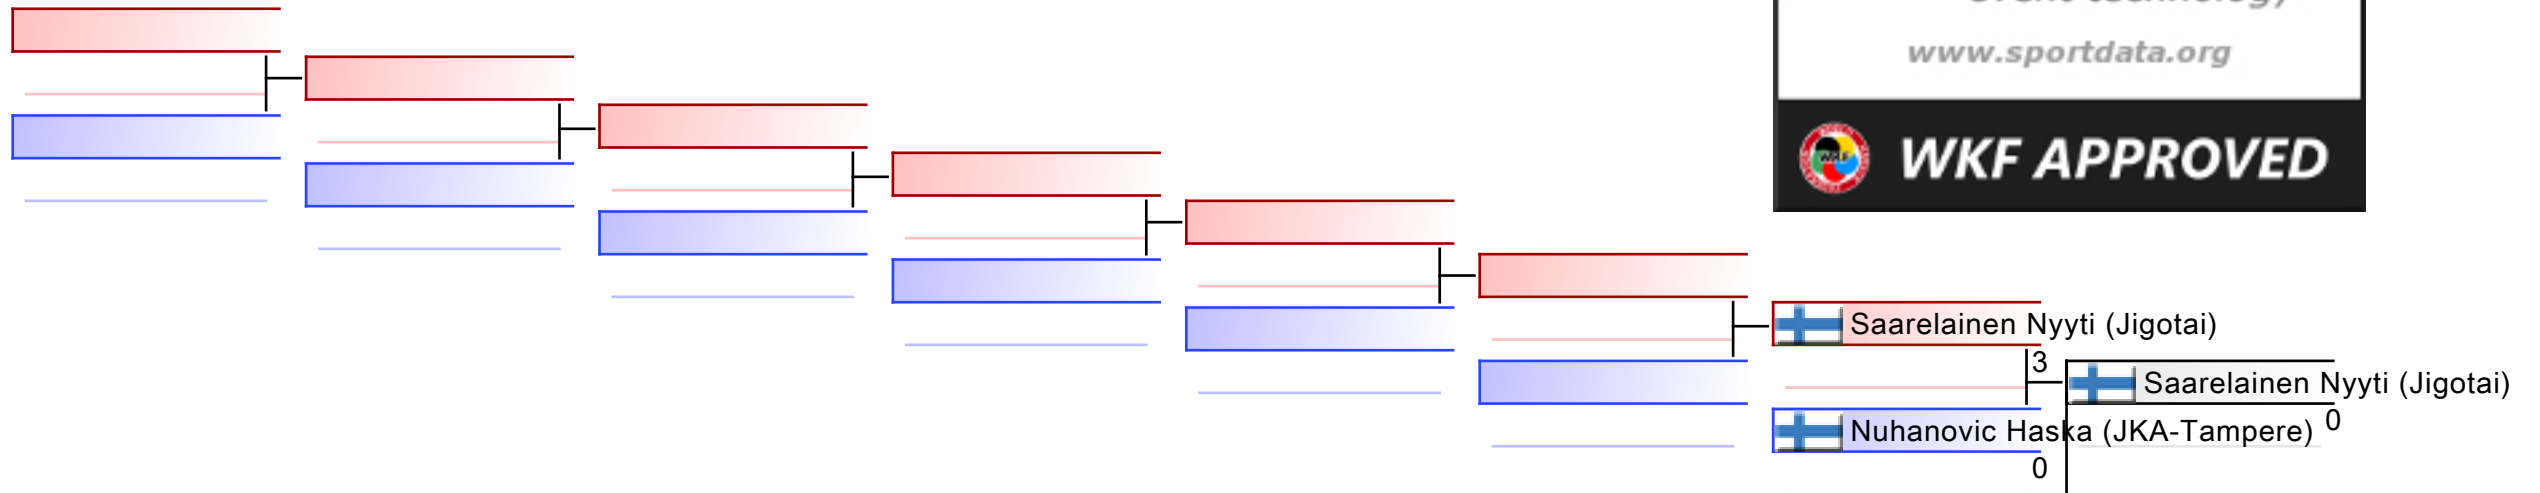 www.sportdata.org
WKF APPROVED
Saarelainen Nyyti (Jigotai)
3
Saarelainen Nyyti (Jigotai)
0
Nuhanovic Haska (JKA-Tampere)
0